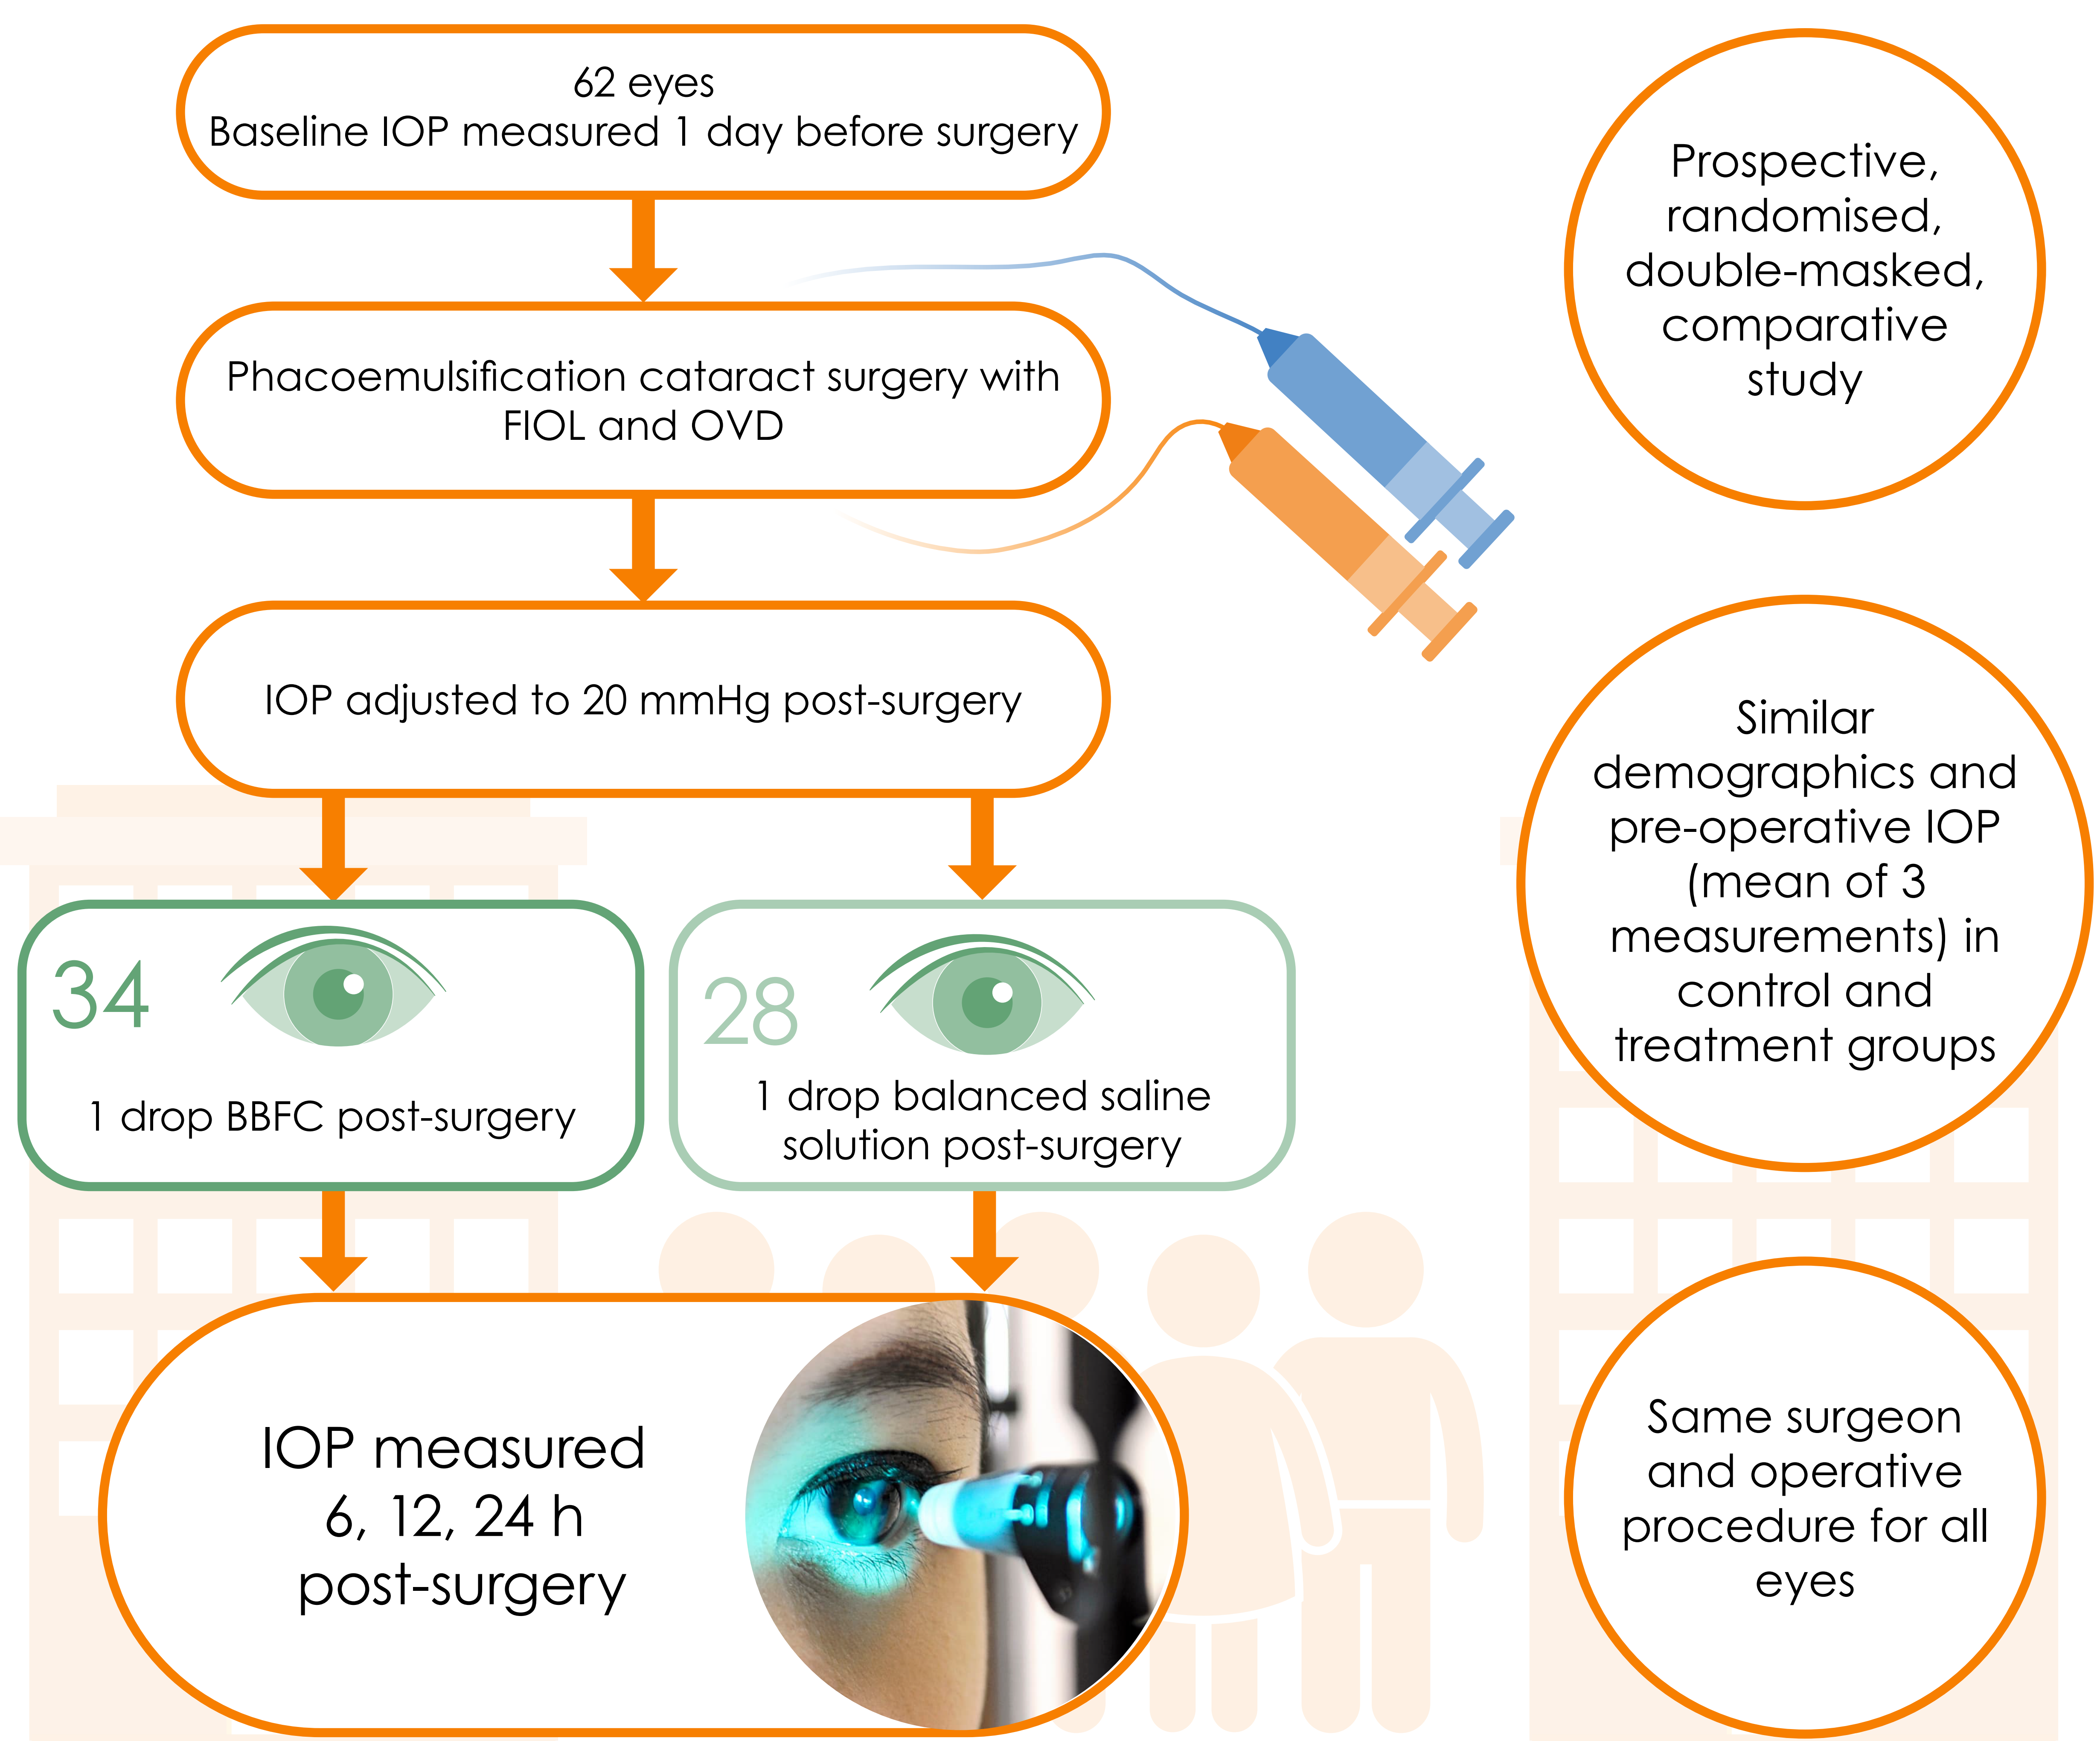 62 eyes
Baseline IOP measured 1 day before surgery
Phacoemulsification cataract surgery with
FIOL and OVD
IOP adjusted to 20 mmHg post-surgery
34
1 drop BBFC post-surgery
28
1 drop balanced saline
solution post-surgery
IOP measured
6, 12, 24 h
post-surgery
Prospective,
randomised,
double-masked,
comparative
study
Similar
demographics and
pre-operative IOP
(mean of 3
measurements) in
control and
treatment groups
Same surgeon
and operative
procedure for all
eyes